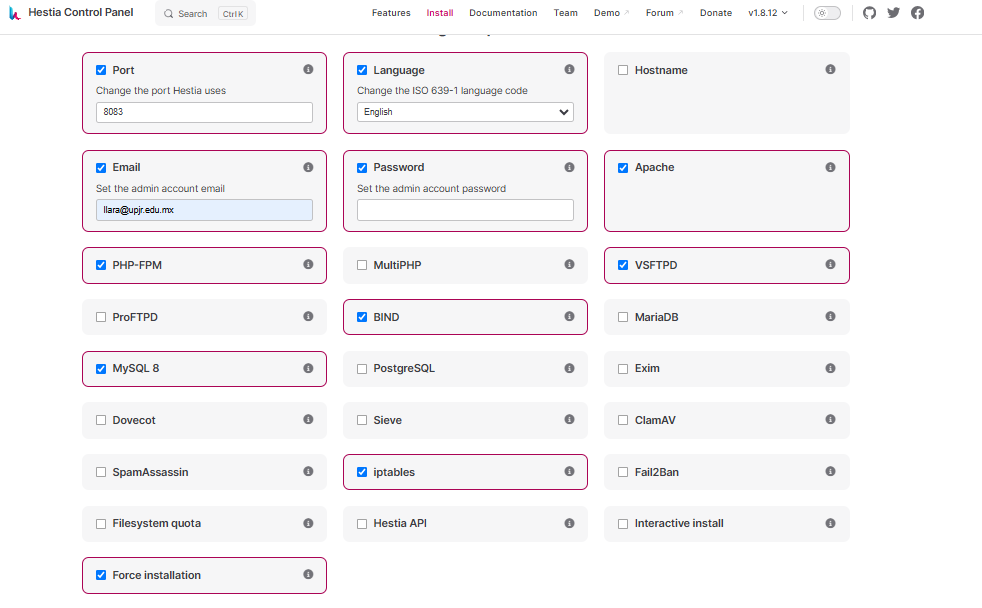 Hestia Control Panel Search Ctrl K Features Install Documentation Team Demo Forum Donate v1.8.12
Port Language Hostname
Change the port Hestia uses Change the ISO 639-1 language code
8083 English
Email Password Apache
Set the admin account email Set the admin account password
llara@upjr.edu.mx
PHP-FPM MultiPHP VSFTPD
ProFTPD BIND MariaDB
MySQL 8 PostgreSQL Exim
Dovecot Sieve ClamAV
SpamAssassin iptables Fail2Ban
Filesystem quota Hestia API Interactive install
Force installation